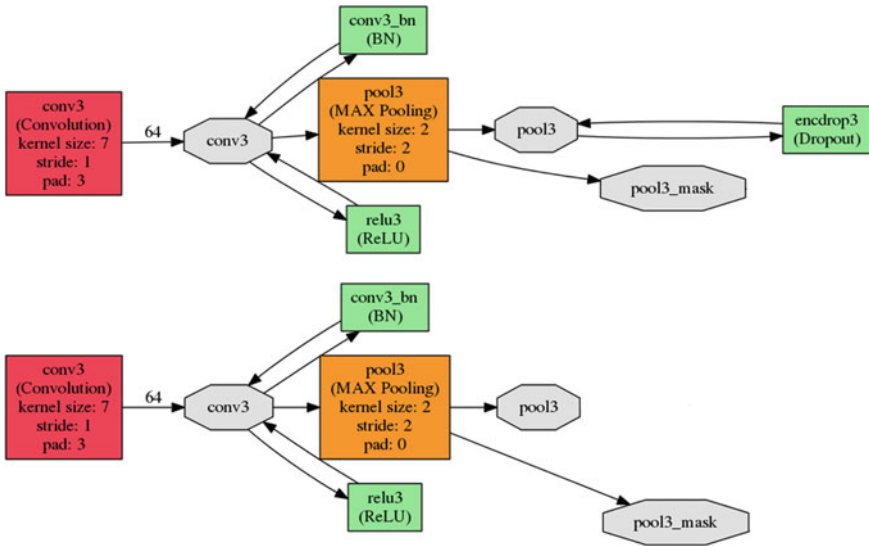 conv3_bn
(BN)
conv3
(Convolution)
kernel size: 7
stride: 1
pad: 3
64
conv3
pool3
(MAX Pooling)
kernel size: 2
stride: 2
pad: 0
pool3
encdrop3
(Dropout)
pool3_mask
relu3
(ReLU)
conv3_bn
(BN)
conv3
(Convolution)
kernel size: 7
stride: 1
pad: 3
64
conv3
pool3
(MAX Pooling)
kernel size: 2
stride: 2
pad: 0
pool3
relu3
(ReLU)
pool3_mask